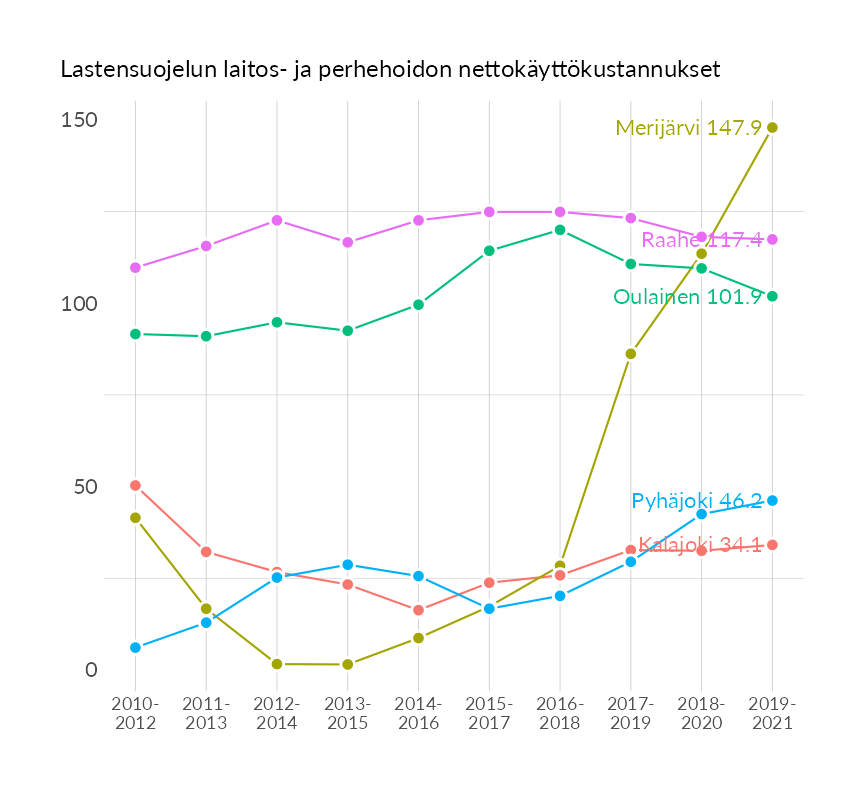 Lastensuojelun laitos- ja perhehoidon nettokäyttökustannukset
150
Merijärvi 147.9
Raahe 117.4
Oulainen 101.9
100
50
Pyhäjoki 46.2
Kalajoki 34.1
0
2010- 2011- 2012- 2013- 2014- 2015- 2016- 2017- 2018- 2019-
2012 2013 2014 2015 2016 2017 2018 2019 2020 2021